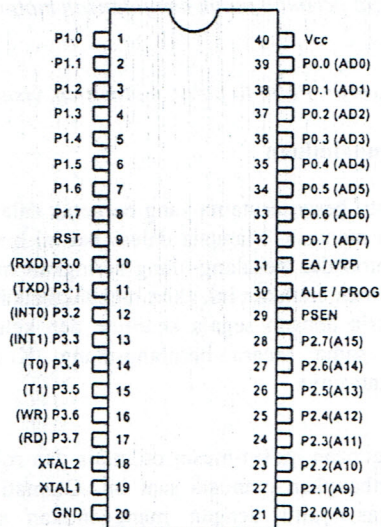 P1.0 1 40 Vcc
P1.1 2 39 P0.0 (AD0)
P1.2 3 38 P0.1 (AD1)
P1.3 4 37 P0.2 (AD2)
P1.4 5 36 P0.3 (AD3)
P1.5 6 35 P0.4 (AD4)
P1.6 7 34 P0.5 (AD5)
P1.7 8 33 P0.6 (AD6)
RST 9 32 P0.7 (AD7)
(RXD) P3.0 10 31 EA / VPP
(TXD) P3.1 11 30 ALE / PROG
(INT0) P3.2 12 29 PSEN
(INT1) P3.3 13 28 P2.7(A15)
(T0) P3.4 14 27 P2.6(A14)
(T1) P3.5 15 26 P2.5(A13)
(WR) P3.6 16 25 P2.4(A12)
(RD) P3.7 17 24 P2.3(A11)
XTAL2 18 23 P2.2(A10)
XTAL1 19 22 P2.1(A9)
GND 20 21 P2.0(A8)